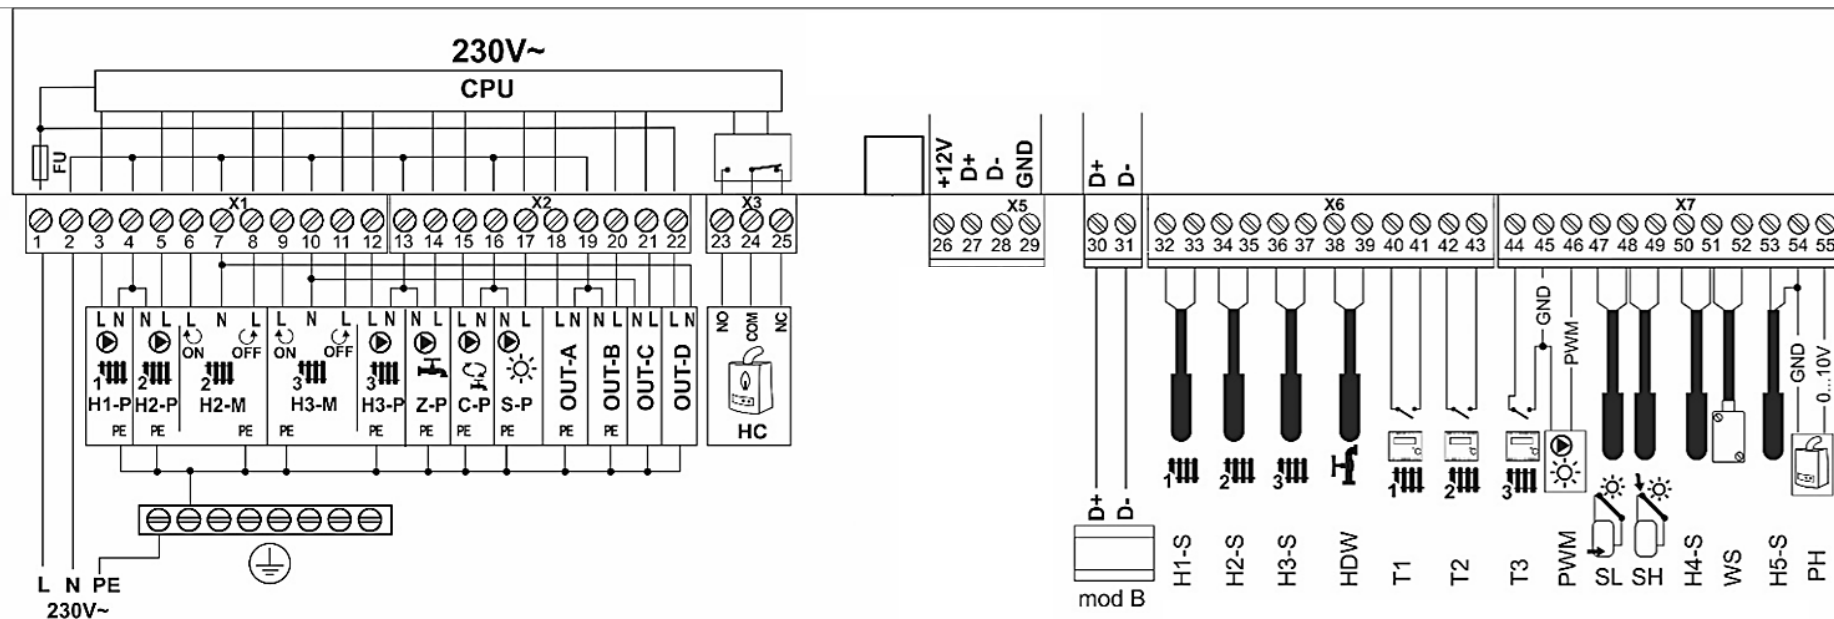 230V~
CPU
FU
+12V D+ D- GND
D+ D-
X1 X2 X3 X5 X6 X7
1 2 3 4 5 6 7 8 9 10 11 12 13 14 15 16 17 18 19 20 21 22 23 24 25 26 27 28 29 30 31 32 33 34 35 36 37 38 39 40 41 42 43 44 45 46 47 48 49 50 51 52 53 54 55
GND PWM GND 0...10V
L N N L L N L L N L L N N L L N N L N N L N L L N
NO COM NC
ON OFF ON OFF
1 2 2 3 3
H1-P H2-P H2-M H3-M H3-P Z-P C-P S-P OUT-A OUT-B OUT-C OUT-D
HC
PE PE PE PE PE PE PE PE PE PE
1 2 3 1 2 3
D+ D-
L N PE
230V~
mod B
H1-S H2-S H3-S HDW T1 T2 T3 PWM SL SH H4-S WS H5-S PH